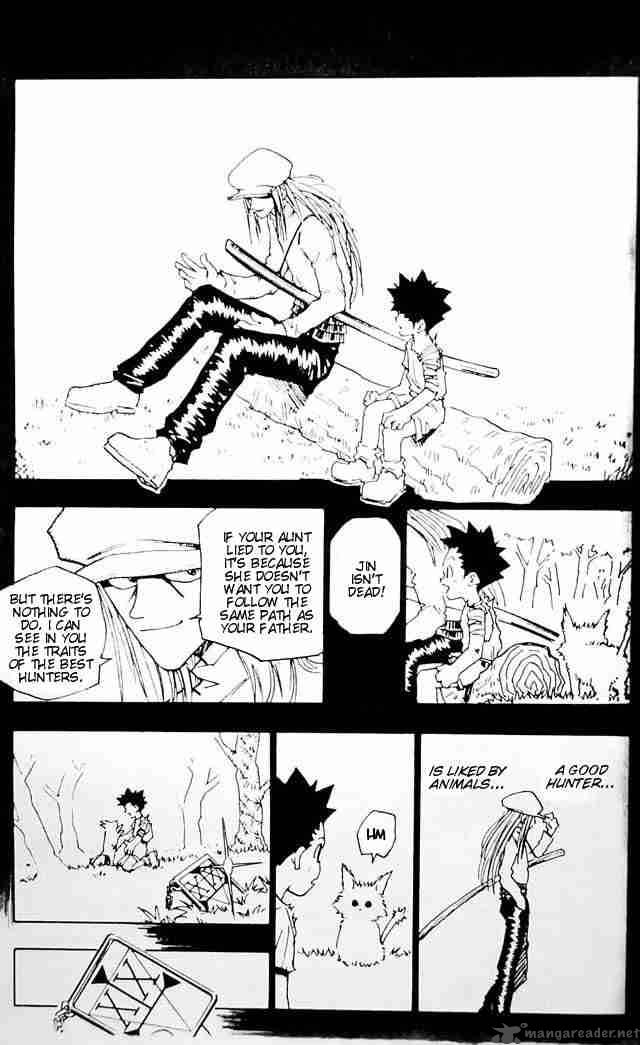 JIN
ISN'T
DEAD!
IF YOUR AUNT
LIED TO YOU,
IT'S BECAUSE
SHE DOESN'T
WANT YOU TO
FOLLOW THE
SAME PATH AS
YOUR FATHER.
BUT THERE'S
NOTHING TO
DO. I CAN
SEE IN YOU
THE TRAITS
OF THE BEST
HUNTERS.
A GOOD
HUNTER...
IS LIKED BY
ANIMALS...
HM
mangareader.net